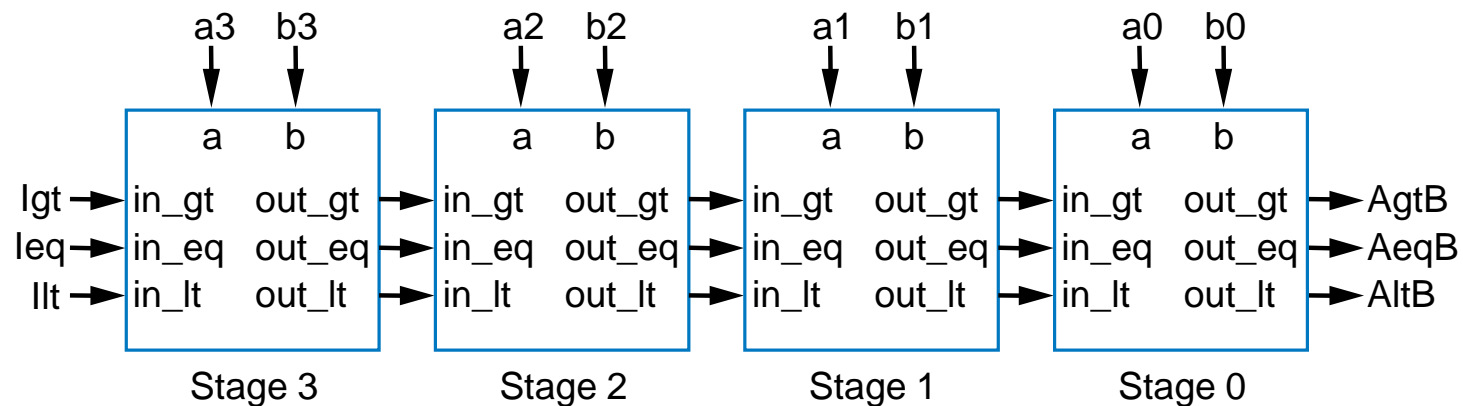 a3 b3 a2 b2 a1 b1 a0 b0
a b a b a b a b
Igt in_gt out_gt in_gt out_gt in_gt out_gt in_gt out_gt AgtB
Ieq in_eq out_eq in_eq out_eq in_eq out_eq in_eq out_eq AeqB
Ilt in_lt out_lt in_lt out_lt in_lt out_lt in_lt out_lt AltB
Stage 3 Stage 2 Stage 1 Stage 0